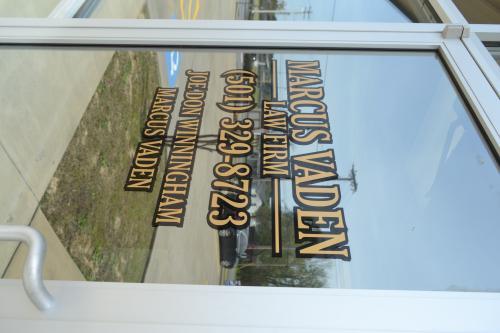 MARCUS VADEN
LAW FIRM
(501) 329-8723
JOE DON WINNINGHAM
MARCUS VADEN